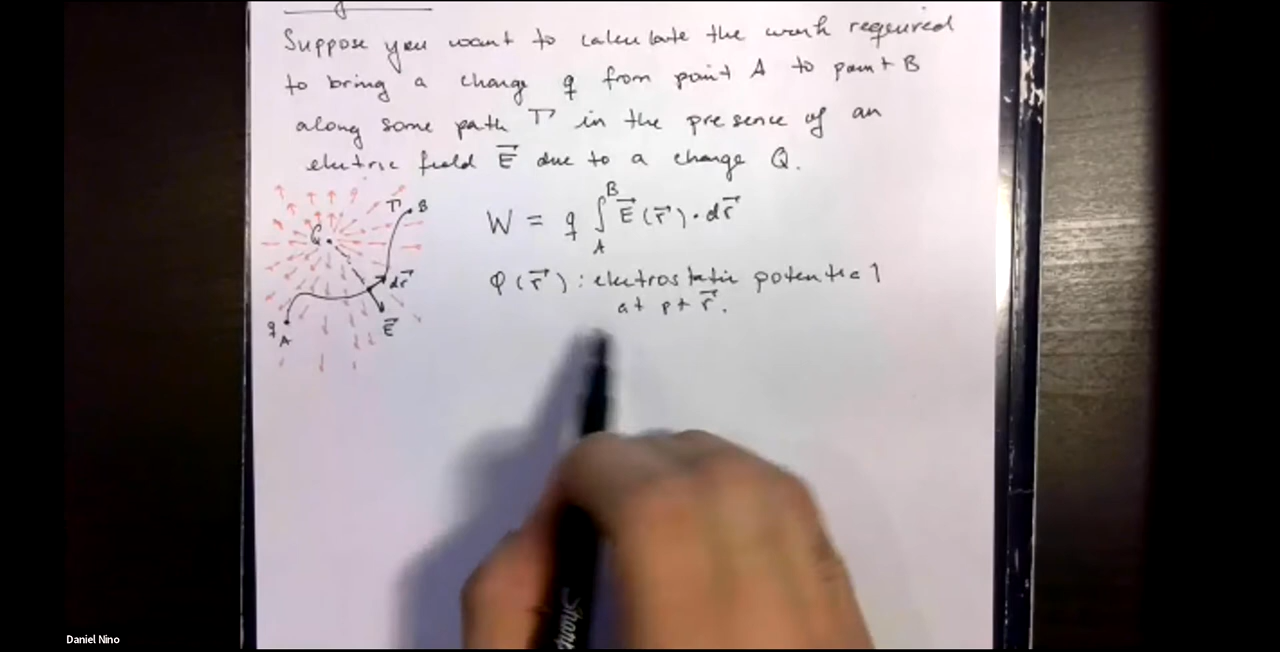 Suppose you want to calculate the work required
to bring a charge q from point A to point B
along some path Γ in the presence of an
electric field E⃗ due to a charge Q.
W = q ∫_A^B E⃗(r⃗)·dr⃗
φ(r⃗) : electrostatic potential
at pt r⃗.
Γ B
Q
dr⃗
q
A
E⃗
Sharp
Daniel Nino